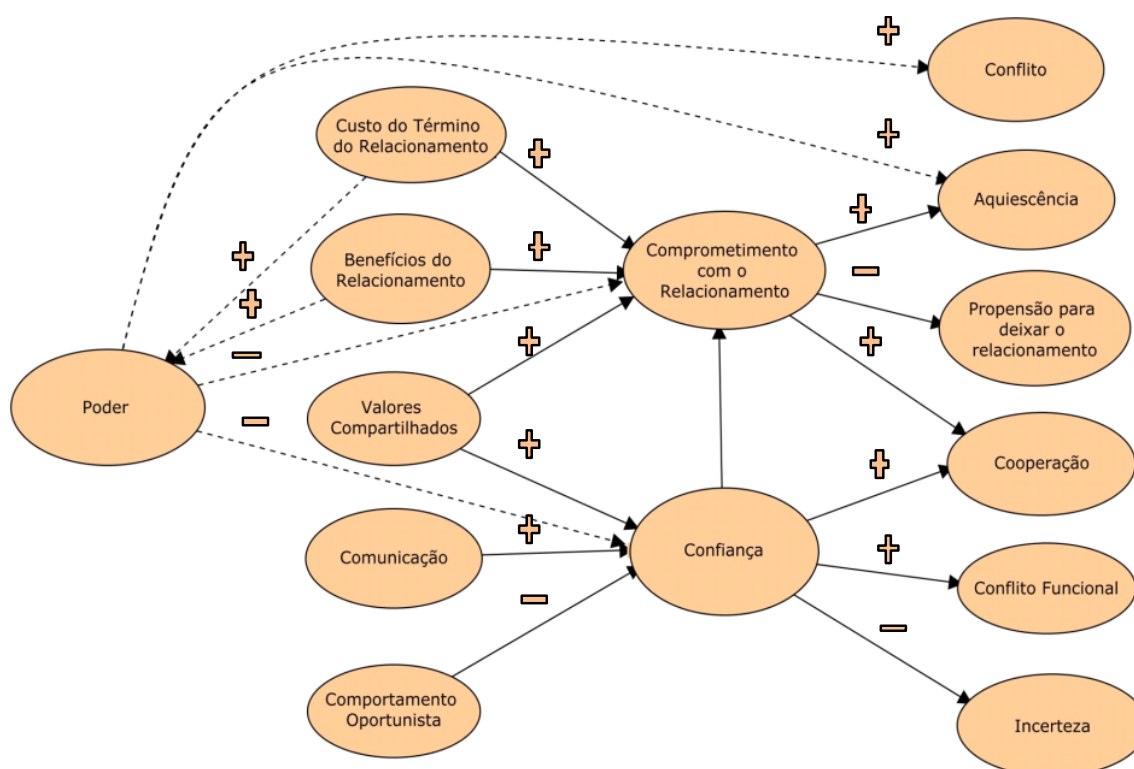 +
Conflito
Custo do Término
do Relacionamento
+
+
Aquiescência
+
Benefícios do
Relacionamento
+
+
+
Comprometimento
com o
Relacionamento
−
Propensão para
deixar o
relacionamento
−
+
+
Poder
−
Valores
Compartilhados
+
+
Cooperação
Comunicação
+
Confiança
+
Conflito Funcional
−
−
Comportamento
Oportunista
Incerteza